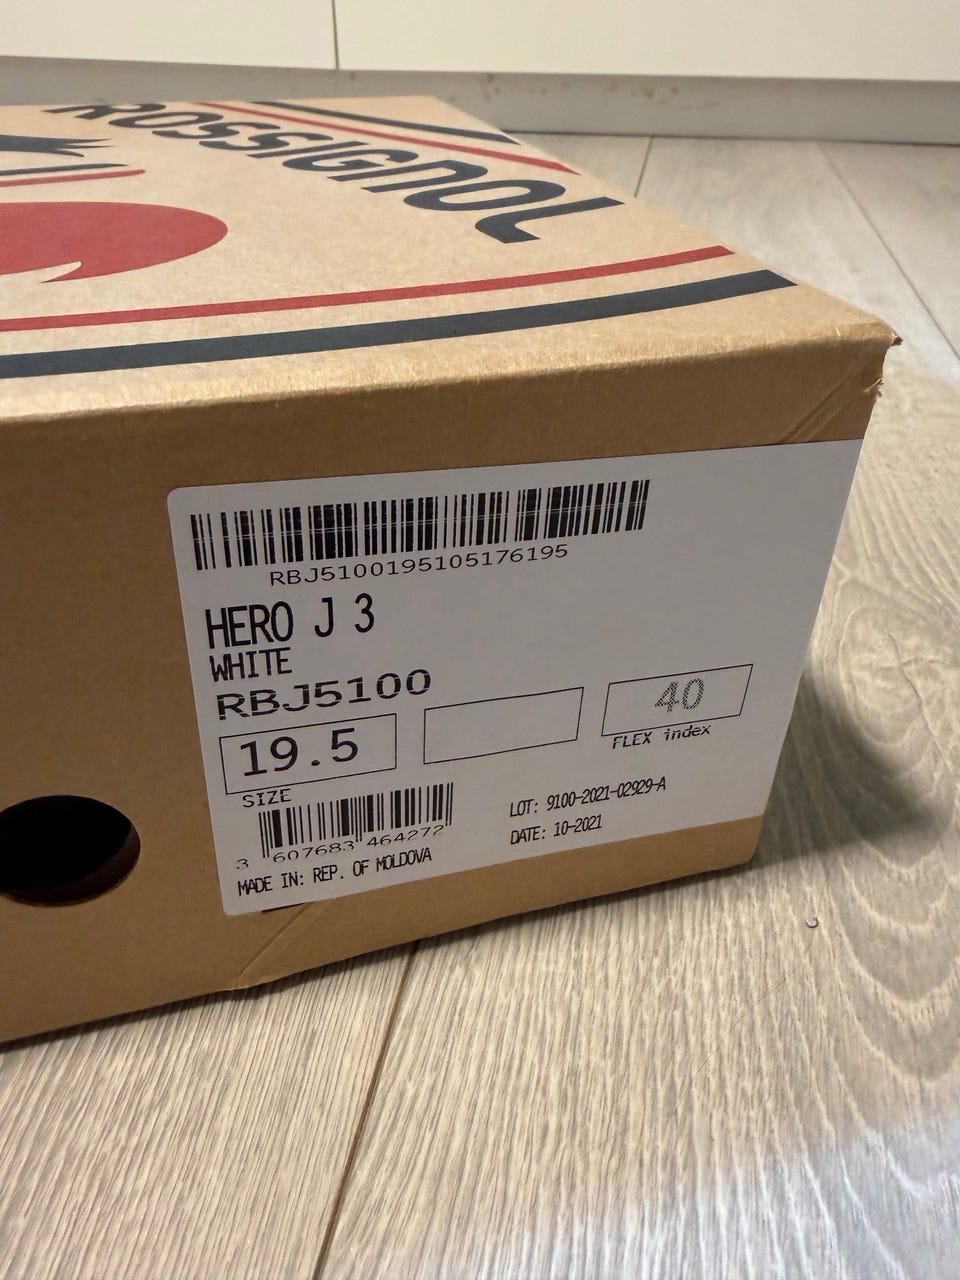 ROSSIGNOL
RBJ5100195105176195
HERO J 3
WHITE
RBJ5100
19.5
SIZE
40
FLEX index
3 607683 464272
LOT: 9100-2021-02929-A
DATE: 10-2021
MADE IN: REP. OF MOLDOVA